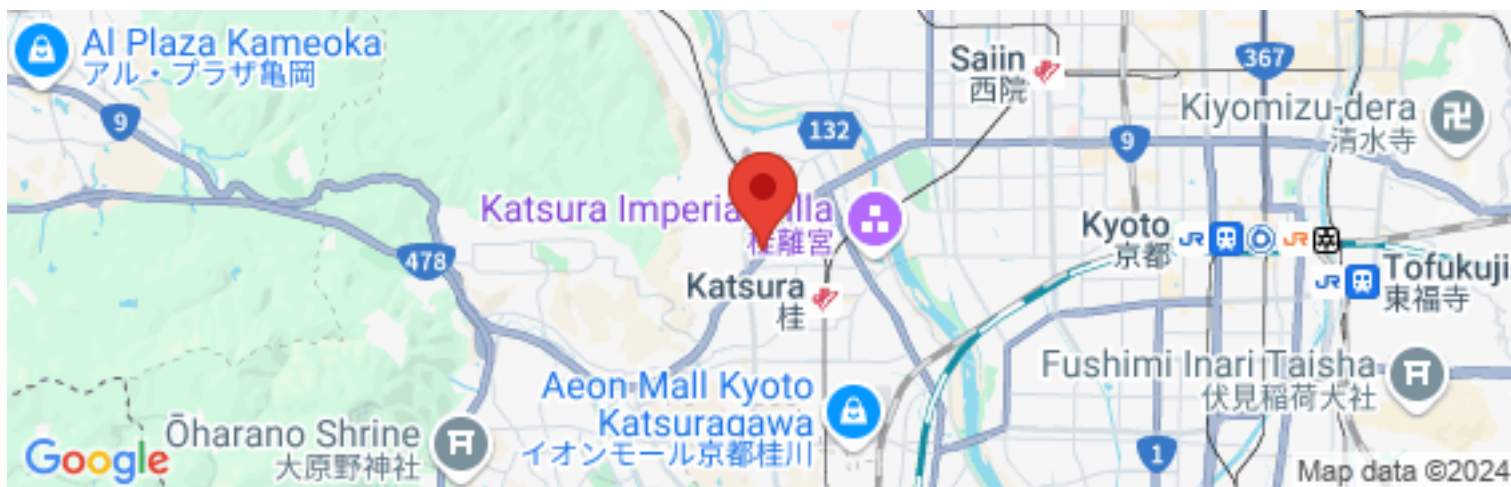 Al Plaza Kameoka
アル・プラザ亀岡
9
Saiin
西院
367
132
9
Kiyomizu-dera
清水寺
Katsura Imperial Villa
桂離宮
Kyoto
京都
JR
JR
478
Katsura
桂
JR
Tofukuji
東福寺
Aeon Mall Kyoto
Katsuragawa
イオンモール京都桂川
Fushimi Inari Taisha
伏見稲荷大社
Ōharano Shrine
大原野神社
1
Google
Map data ©2024